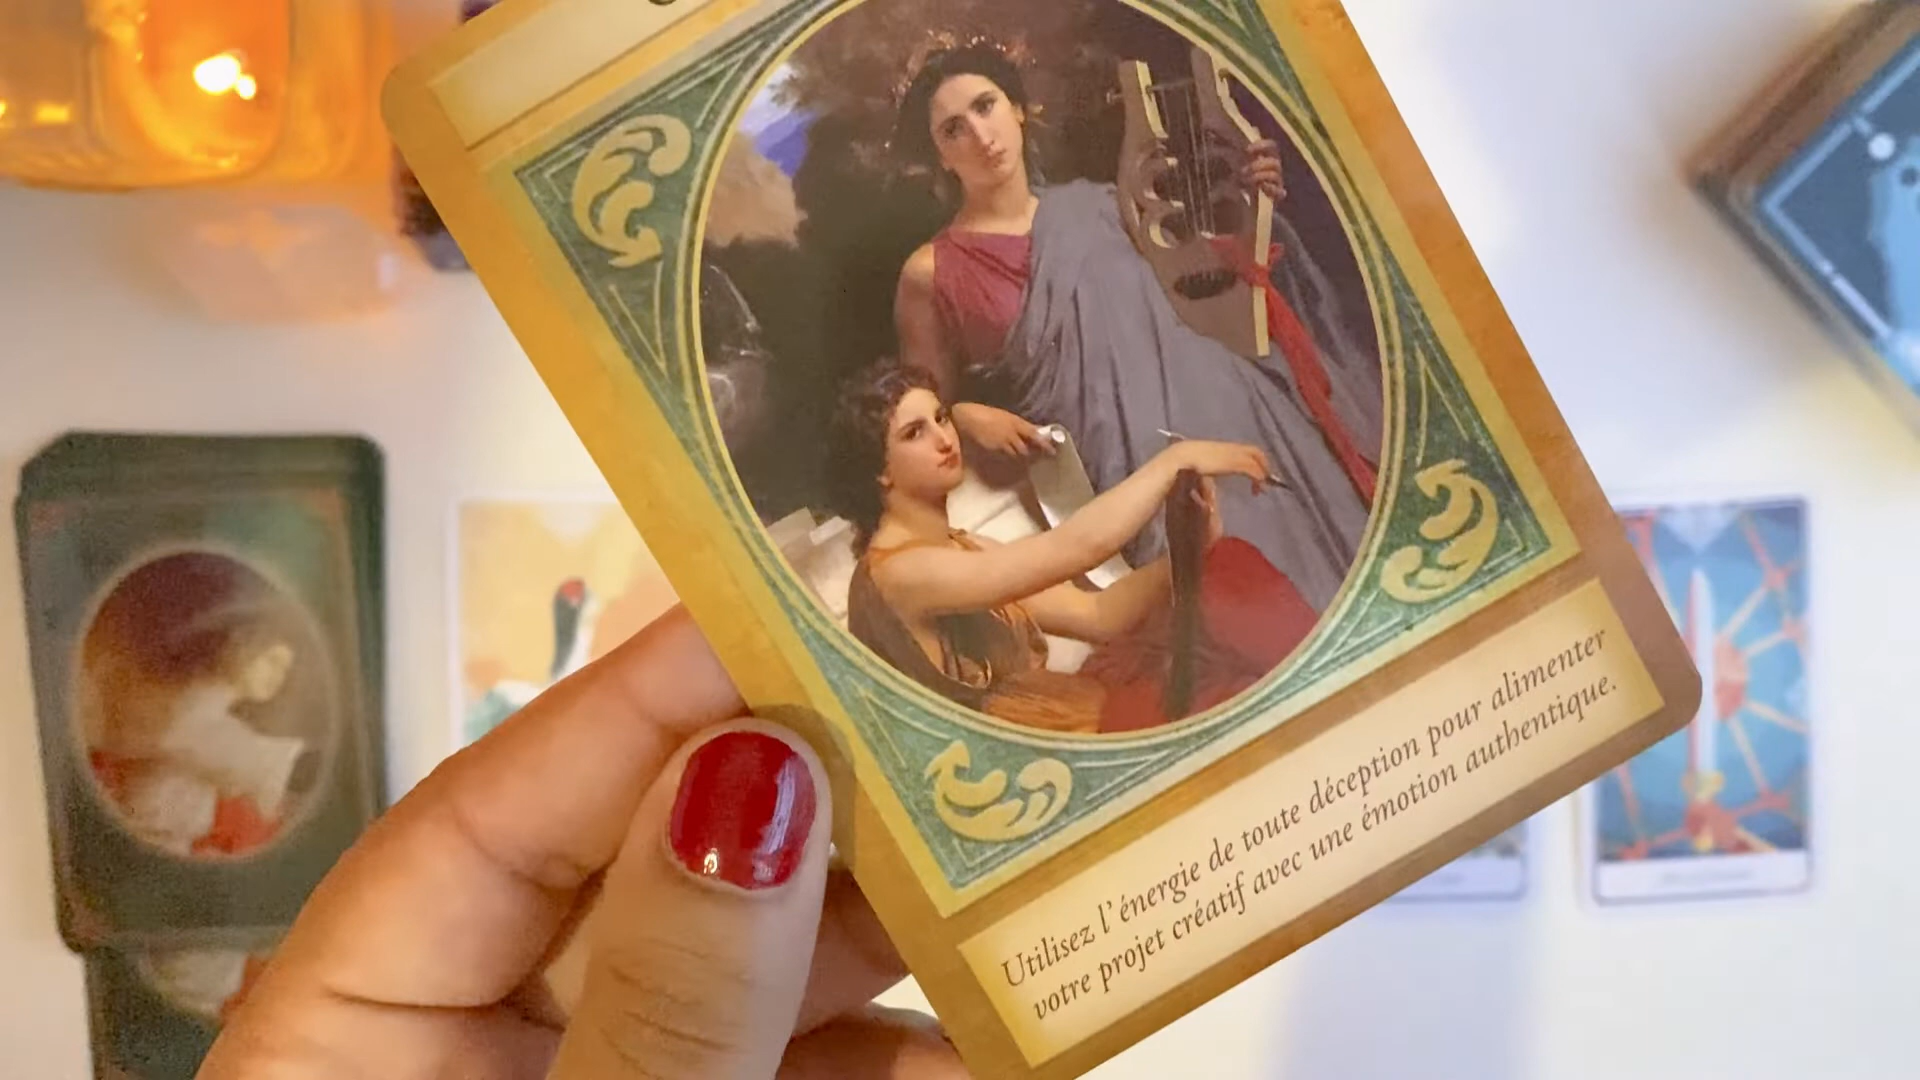 Utilisez l'énergie de toute déception pour alimenter
votre projet créatif avec une émotion authentique.